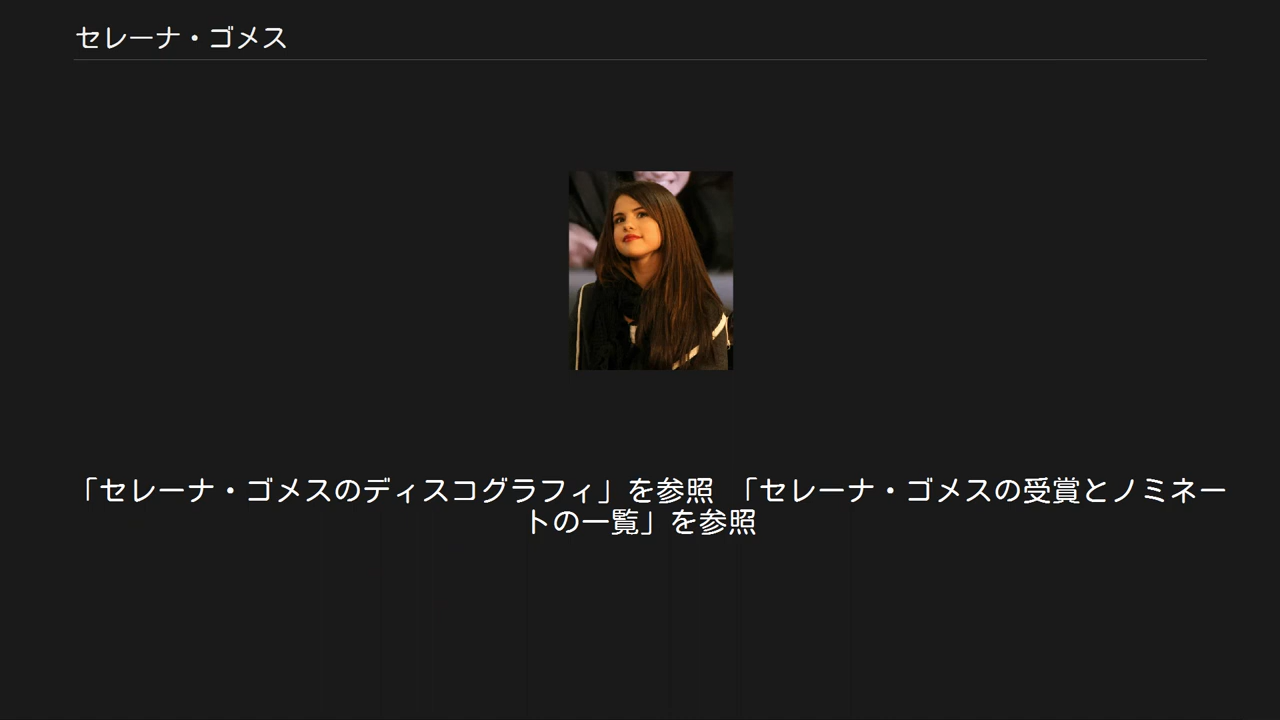 セレーナ・ゴメス
「セレーナ・ゴメスのディスコグラフィ」を参照 「セレーナ・ゴメスの受賞とノミネー
トの一覧」を参照